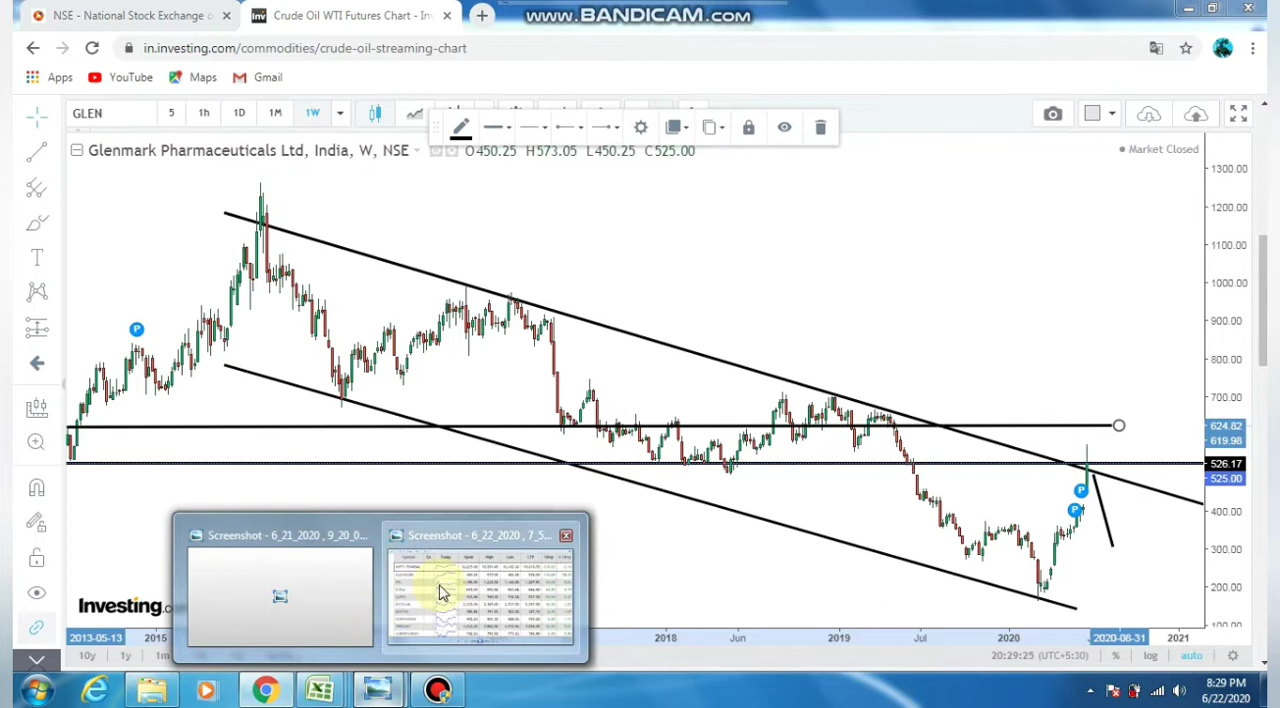 NSE - National Stock Exchange o
Crude Oil WTI Futures Chart - Inv
www.BANDICAM.com
in.investing.com/commodities/crude-oil-streaming-chart
Apps
YouTube
Maps
Gmail
GLEN
5
1h
1D
1M
1W
Glenmark Pharmaceuticals Ltd, India, W, NSE
O450.25 H573.05 L450.25 C525.00
Market Closed
1300.00
1200.00
1100.00
1000.00
900.00
800.00
700.00
624.82
619.98
526.17
525.00
400.00
300.00
200.00
100.00
P
P
P
Screenshot - 6_21_2020 , 9_20_0...
Screenshot - 6_22_2020 , 7_5...
Investing.c
2013-05-13
2015
2018
Jun
2019
Jul
2020
2020-08-31
2021
10y
1y
1m
20:29:25 (UTC+5:30)
%
log
auto
8:29 PM
6/22/2020